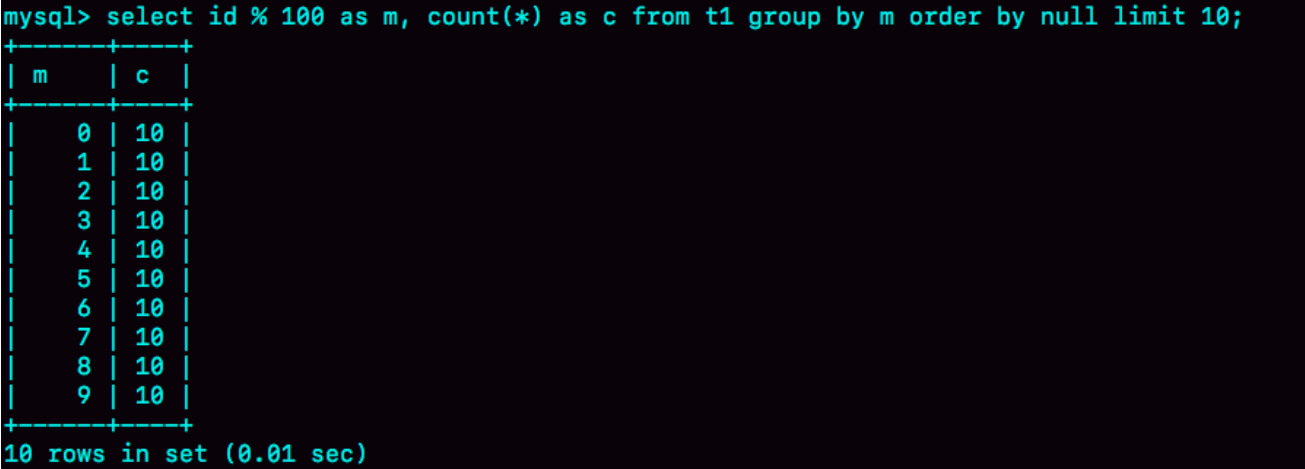 mysql> select id % 100 as m, count(*) as c from t1 group by m order by null limit 10;
+------+----+
| m    | c  |
+------+----+
|    0 | 10 |
|    1 | 10 |
|    2 | 10 |
|    3 | 10 |
|    4 | 10 |
|    5 | 10 |
|    6 | 10 |
|    7 | 10 |
|    8 | 10 |
|    9 | 10 |
+------+----+
10 rows in set (0.01 sec)